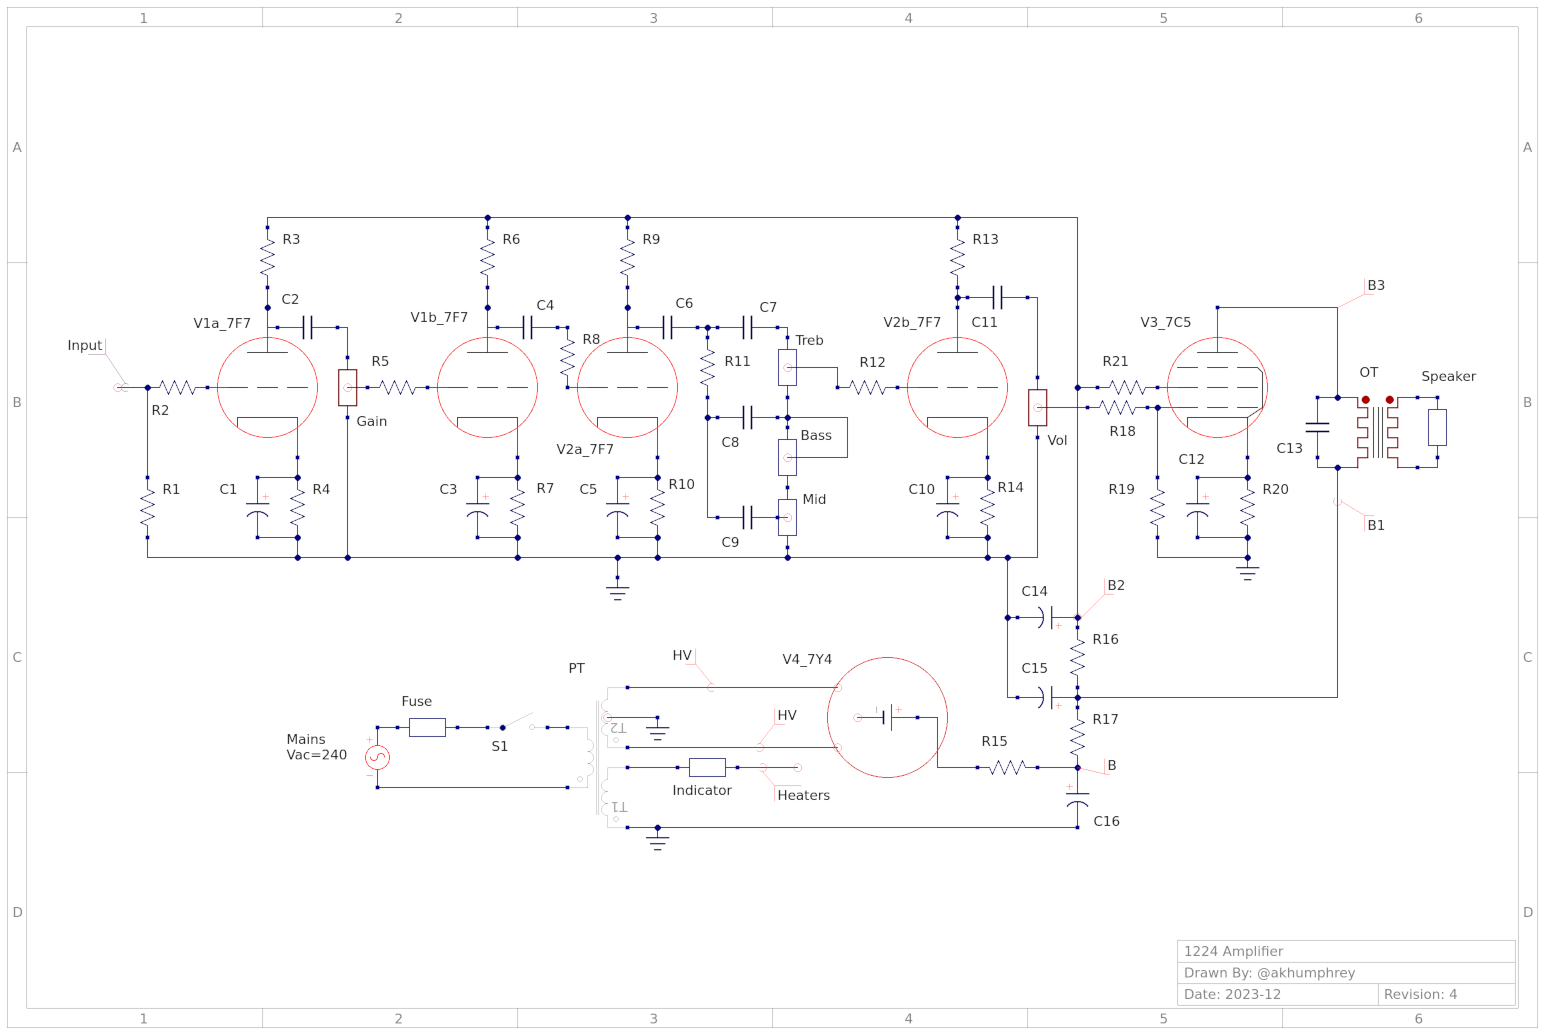 1 2 3 4 5 6
A A
R3 R6 R9 R13
B3
C2 C4 C6 C7
V1a_7F7 V1b_7F7 V2b_7F7 C11 V3_7C5
Input R8 Treb
R5 R11 R12 R21 OT Speaker
B B
R2 Gain C8 Bass Vol R18 C13
V2a_7F7 C12
R1 C1 R4 C3 R7 C5 R10 Mid C10 R14 R19 R20
C9 B1
C14 B2
R16
C C
HV V4_7Y4 C15
PT
Fuse
HV R17
T2
Mains S1 R15
Vac=240
B
Indicator Heaters
T1
C16
D D
1224 Amplifier
Drawn By: @akhumphrey
Date: 2023-12 Revision: 4
1 2 3 4 5 6